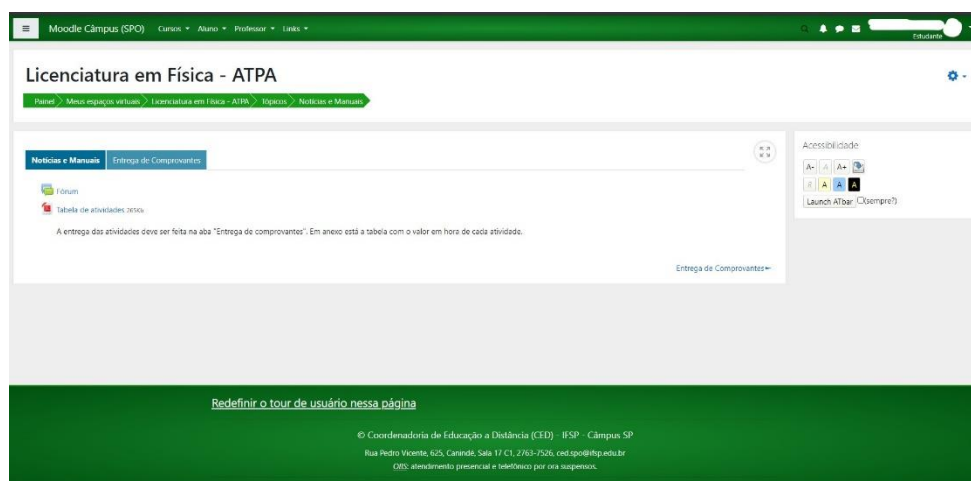 Moodle Câmpus (SPO) Cursos Aluno Professor Links
Estudante
Licenciatura em Física - ATPA
Painel Meus espaços virtuais Licenciatura em Física - ATPA Tópicos Notícias e Manuais
Notícias e Manuais Entrega de Comprovantes
Fórum
Tabela de atividades
A entrega das atividades deve ser feita na aba "Entrega de comprovantes". Em anexo está a tabela com o valor em hora de cada atividade.
Entrega de Comprovantes
Acessibilidade
A- A A+
R A A A
Launch ATbar (sempre?)
Redefinir o tour de usuário nessa página
© Coordenadoria de Educação a Distância (CED) - IFSP - Câmpus SP
Rua Pedro Vicente, 625, Canindé, Sala 17 C1, 2763-7526, ced.spo@ifsp.edu.br
OBS: atendimento presencial e telefônico por ora suspensos.